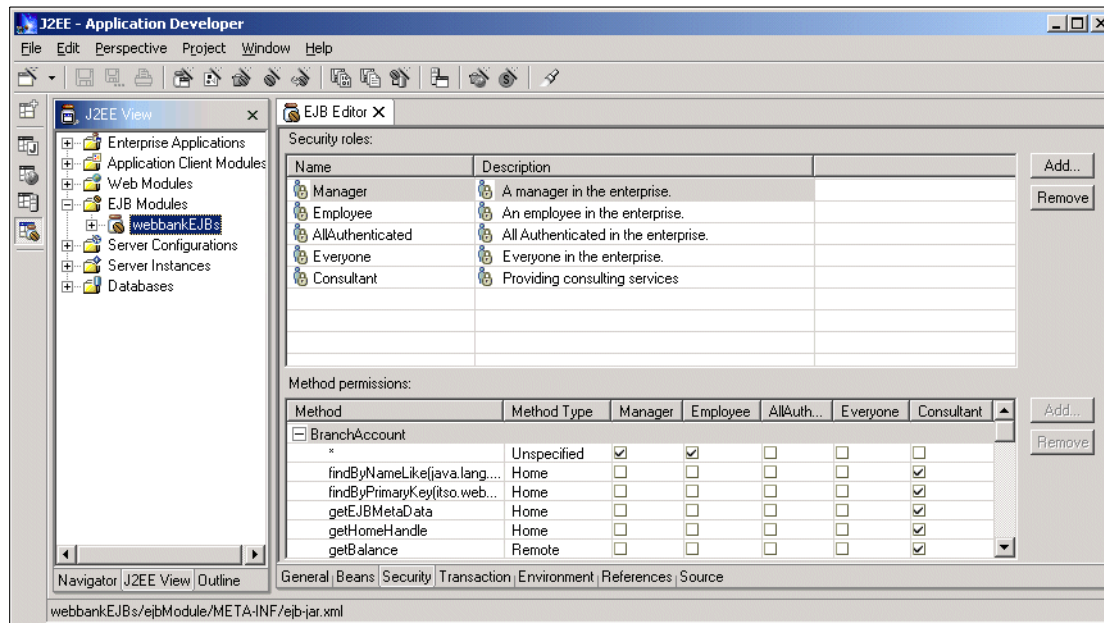 J2EE - Application Developer
File Edit Perspective Project Window Help
J2EE View
EJB Editor
Enterprise Applications
Application Client Modules
Web Modules
EJB Modules
webbankEJBs
Server Configurations
Server Instances
Databases
Navigator J2EE View Outline
Security roles:
Name Description
Manager A manager in the enterprise.
Employee An employee in the enterprise.
AllAuthenticated All Authenticated in the enterprise.
Everyone Everyone in the enterprise.
Consultant Providing consulting services
Add...
Remove
Method permissions:
Method Method Type Manager Employee AllAuth... Everyone Consultant
BranchAccount
* Unspecified
findByNameLike(java.lang.... Home
findByPrimaryKey(itso.web... Home
getEJBMetaData Home
getHomeHandle Home
getBalance Remote
Add...
Remove
General Beans Security Transaction Environment References Source
webbankEJBs/ejbModule/META-INF/ejb-jar.xml